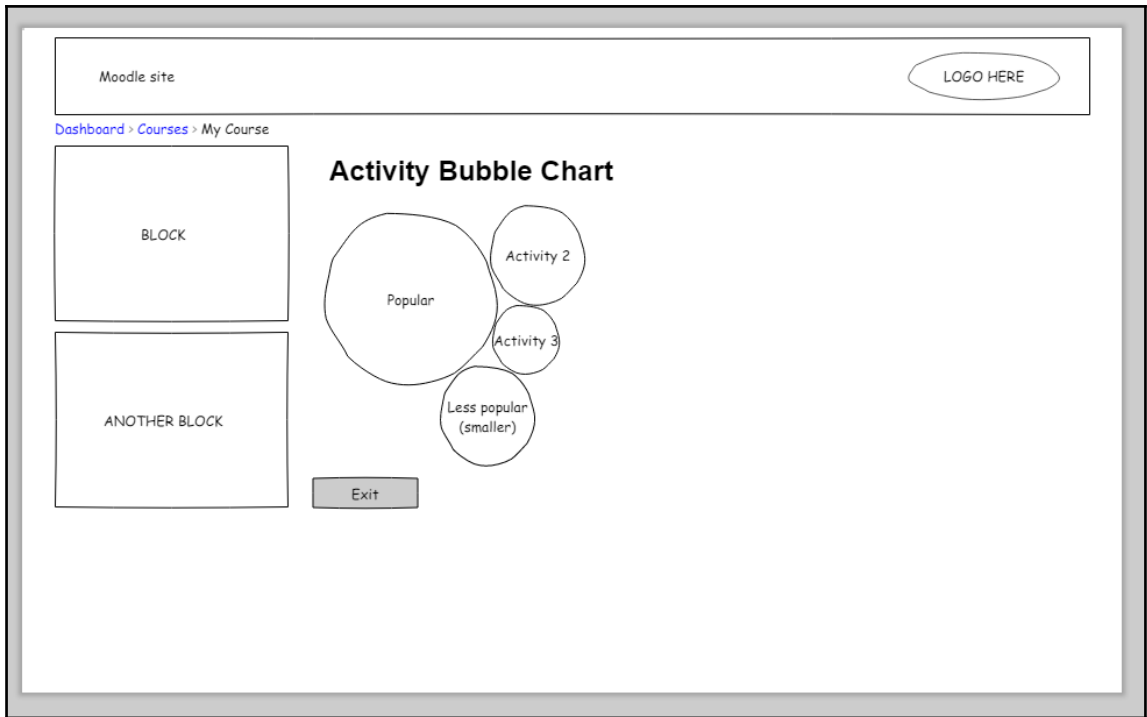 Moodle site
LOGO HERE
Dashboard > Courses > My Course
BLOCK
ANOTHER BLOCK
Activity Bubble Chart
Popular
Activity 2
Activity 3
Less popular
(smaller)
Exit